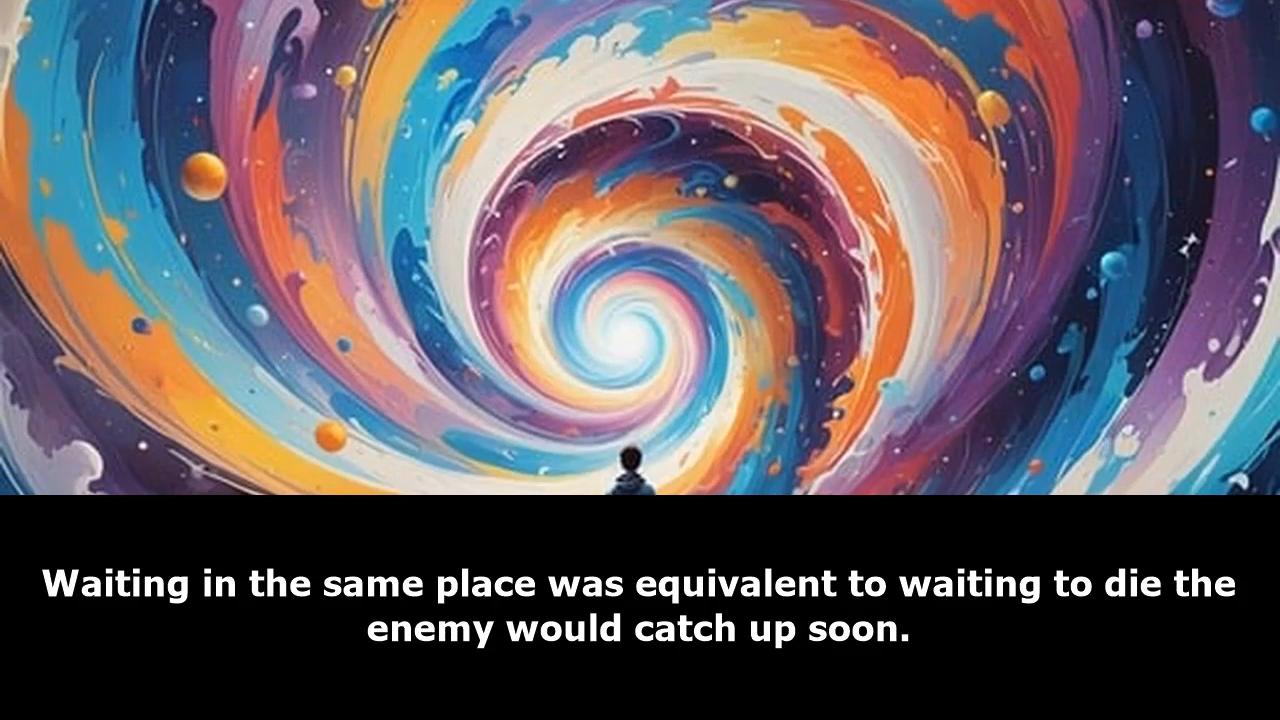 Waiting in the same place was equivalent to waiting to die the
enemy would catch up soon.